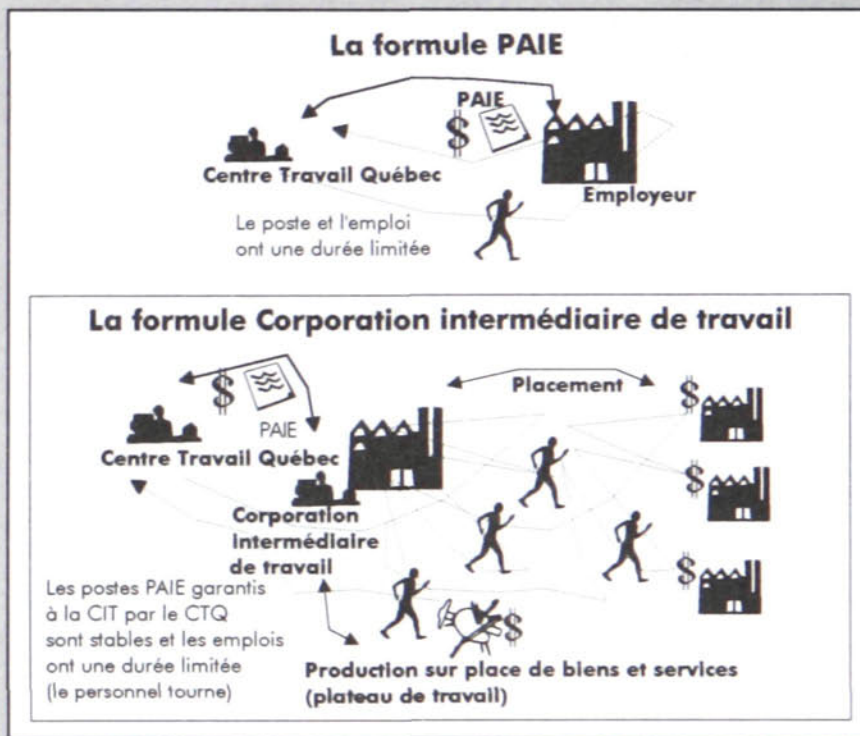 La formule PAIE
PAIE
$
Centre Travail Québec
Employeur
Le poste et l'emploi
ont une durée limitée
La formule Corporation intermédiaire de travail
$
PAIE
Placement
$
Centre Travail Québec
$
Corporation
intermédiaire
de travail
$
Les postes PAIE garantis
à la CIT par le CTQ
sont stables et les emplois
ont une durée limitée
(le personnel tourne)
$
Production sur place de biens et services
(plateau de travail)